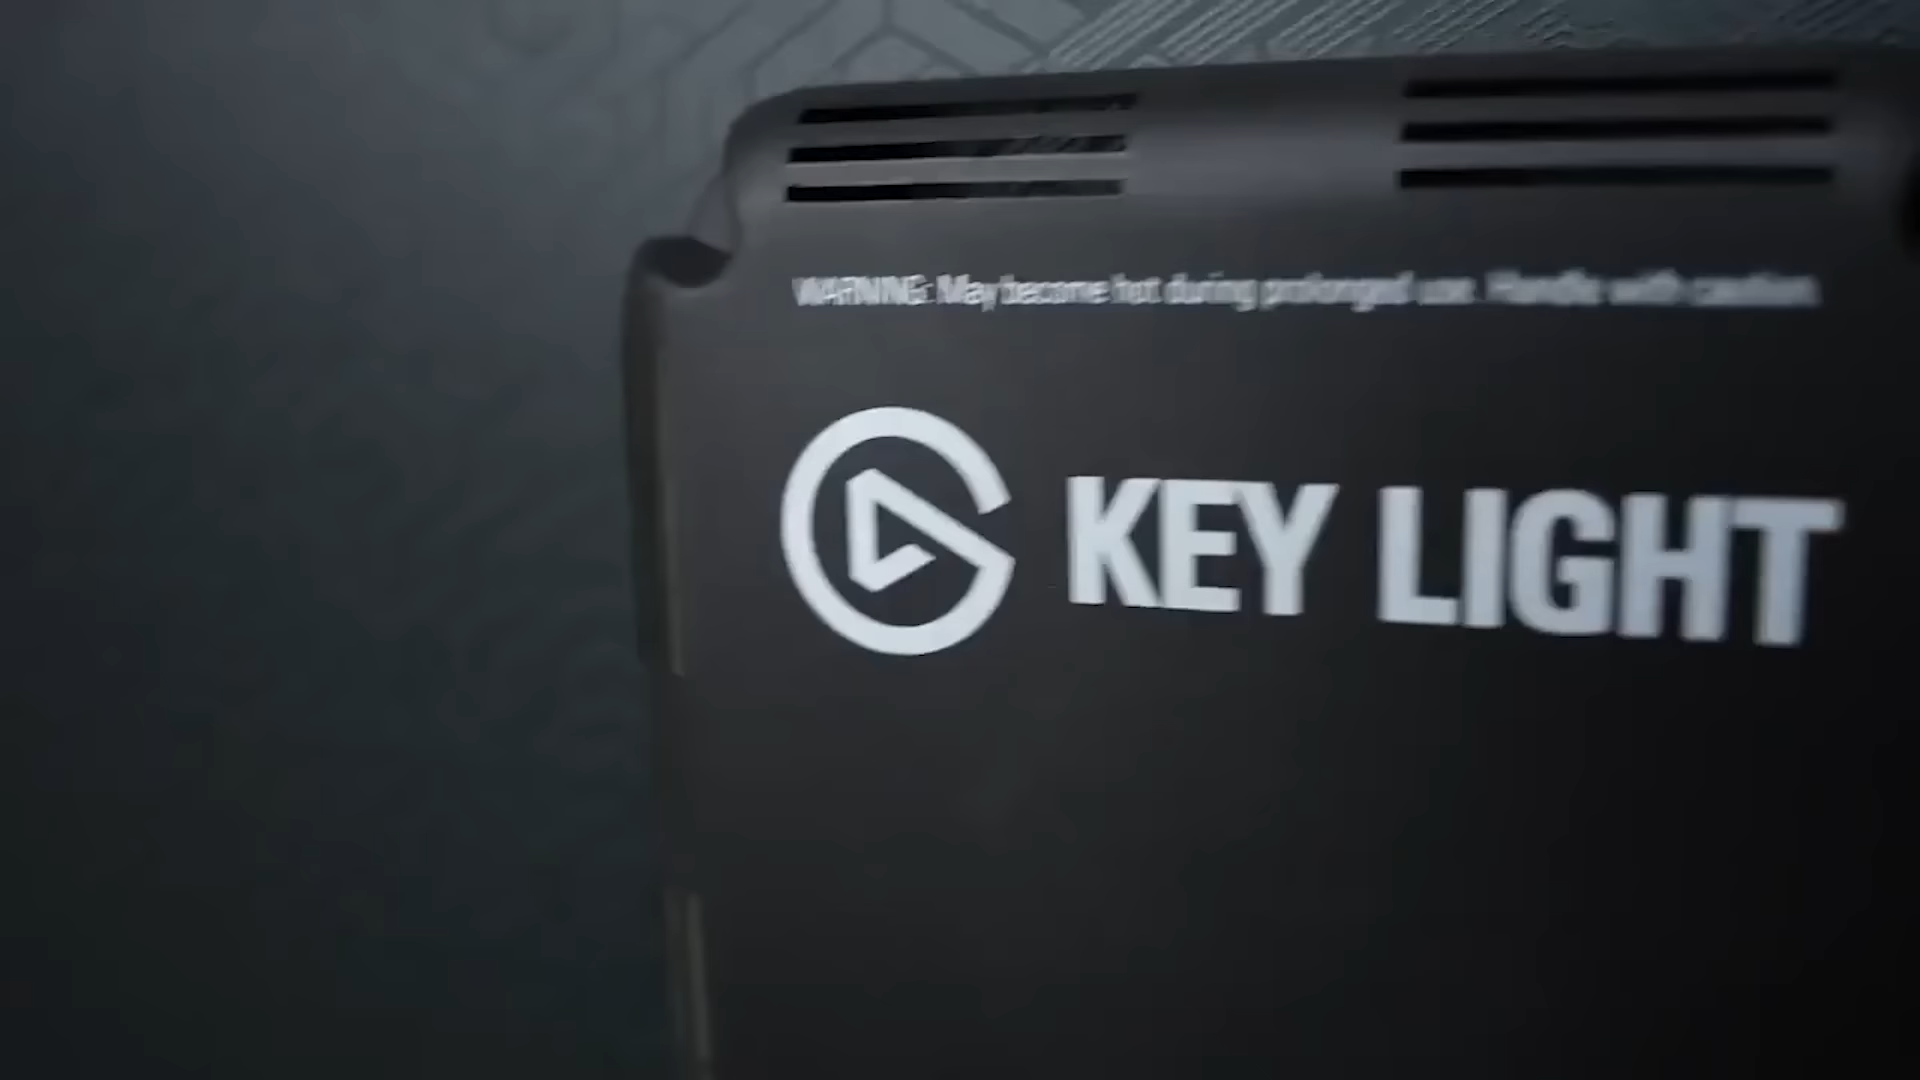 WARNING: May become hot during prolonged use. Handle with caution.
KEY LIGHT